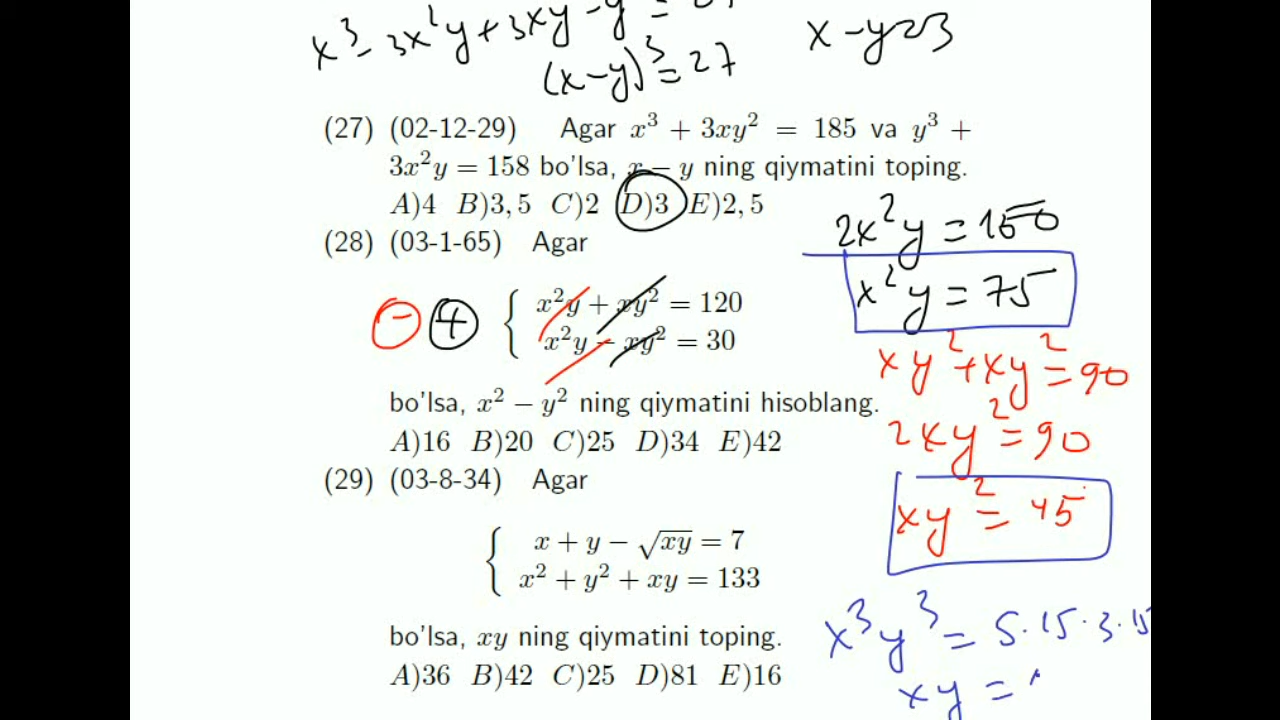 x³ - 3x²y + 3xy - y =
(x-y)³ = 27
x - y = 3
(27) (02-12-29) Agar x³ + 3xy² = 185 va y³ +
3x²y = 158 bo'lsa, x − y ning qiymatini toping.
A)4 B)3, 5 C)2 D)3 E)2, 5
(28) (03-1-65) Agar
− +
{ x²y + xy² = 120
x²y − xy² = 30
bo'lsa, x² − y² ning qiymatini hisoblang.
A)16 B)20 C)25 D)34 E)42
(29) (03-8-34) Agar
{ x + y − √xy = 7
x² + y² + xy = 133
bo'lsa, xy ning qiymatini toping.
A)36 B)42 C)25 D)81 E)16
2x²y = 150
x²y = 75
xy² + xy² = 90
2xy² = 90
xy² = 45
x³y³ = 5·15·3·15
xy =